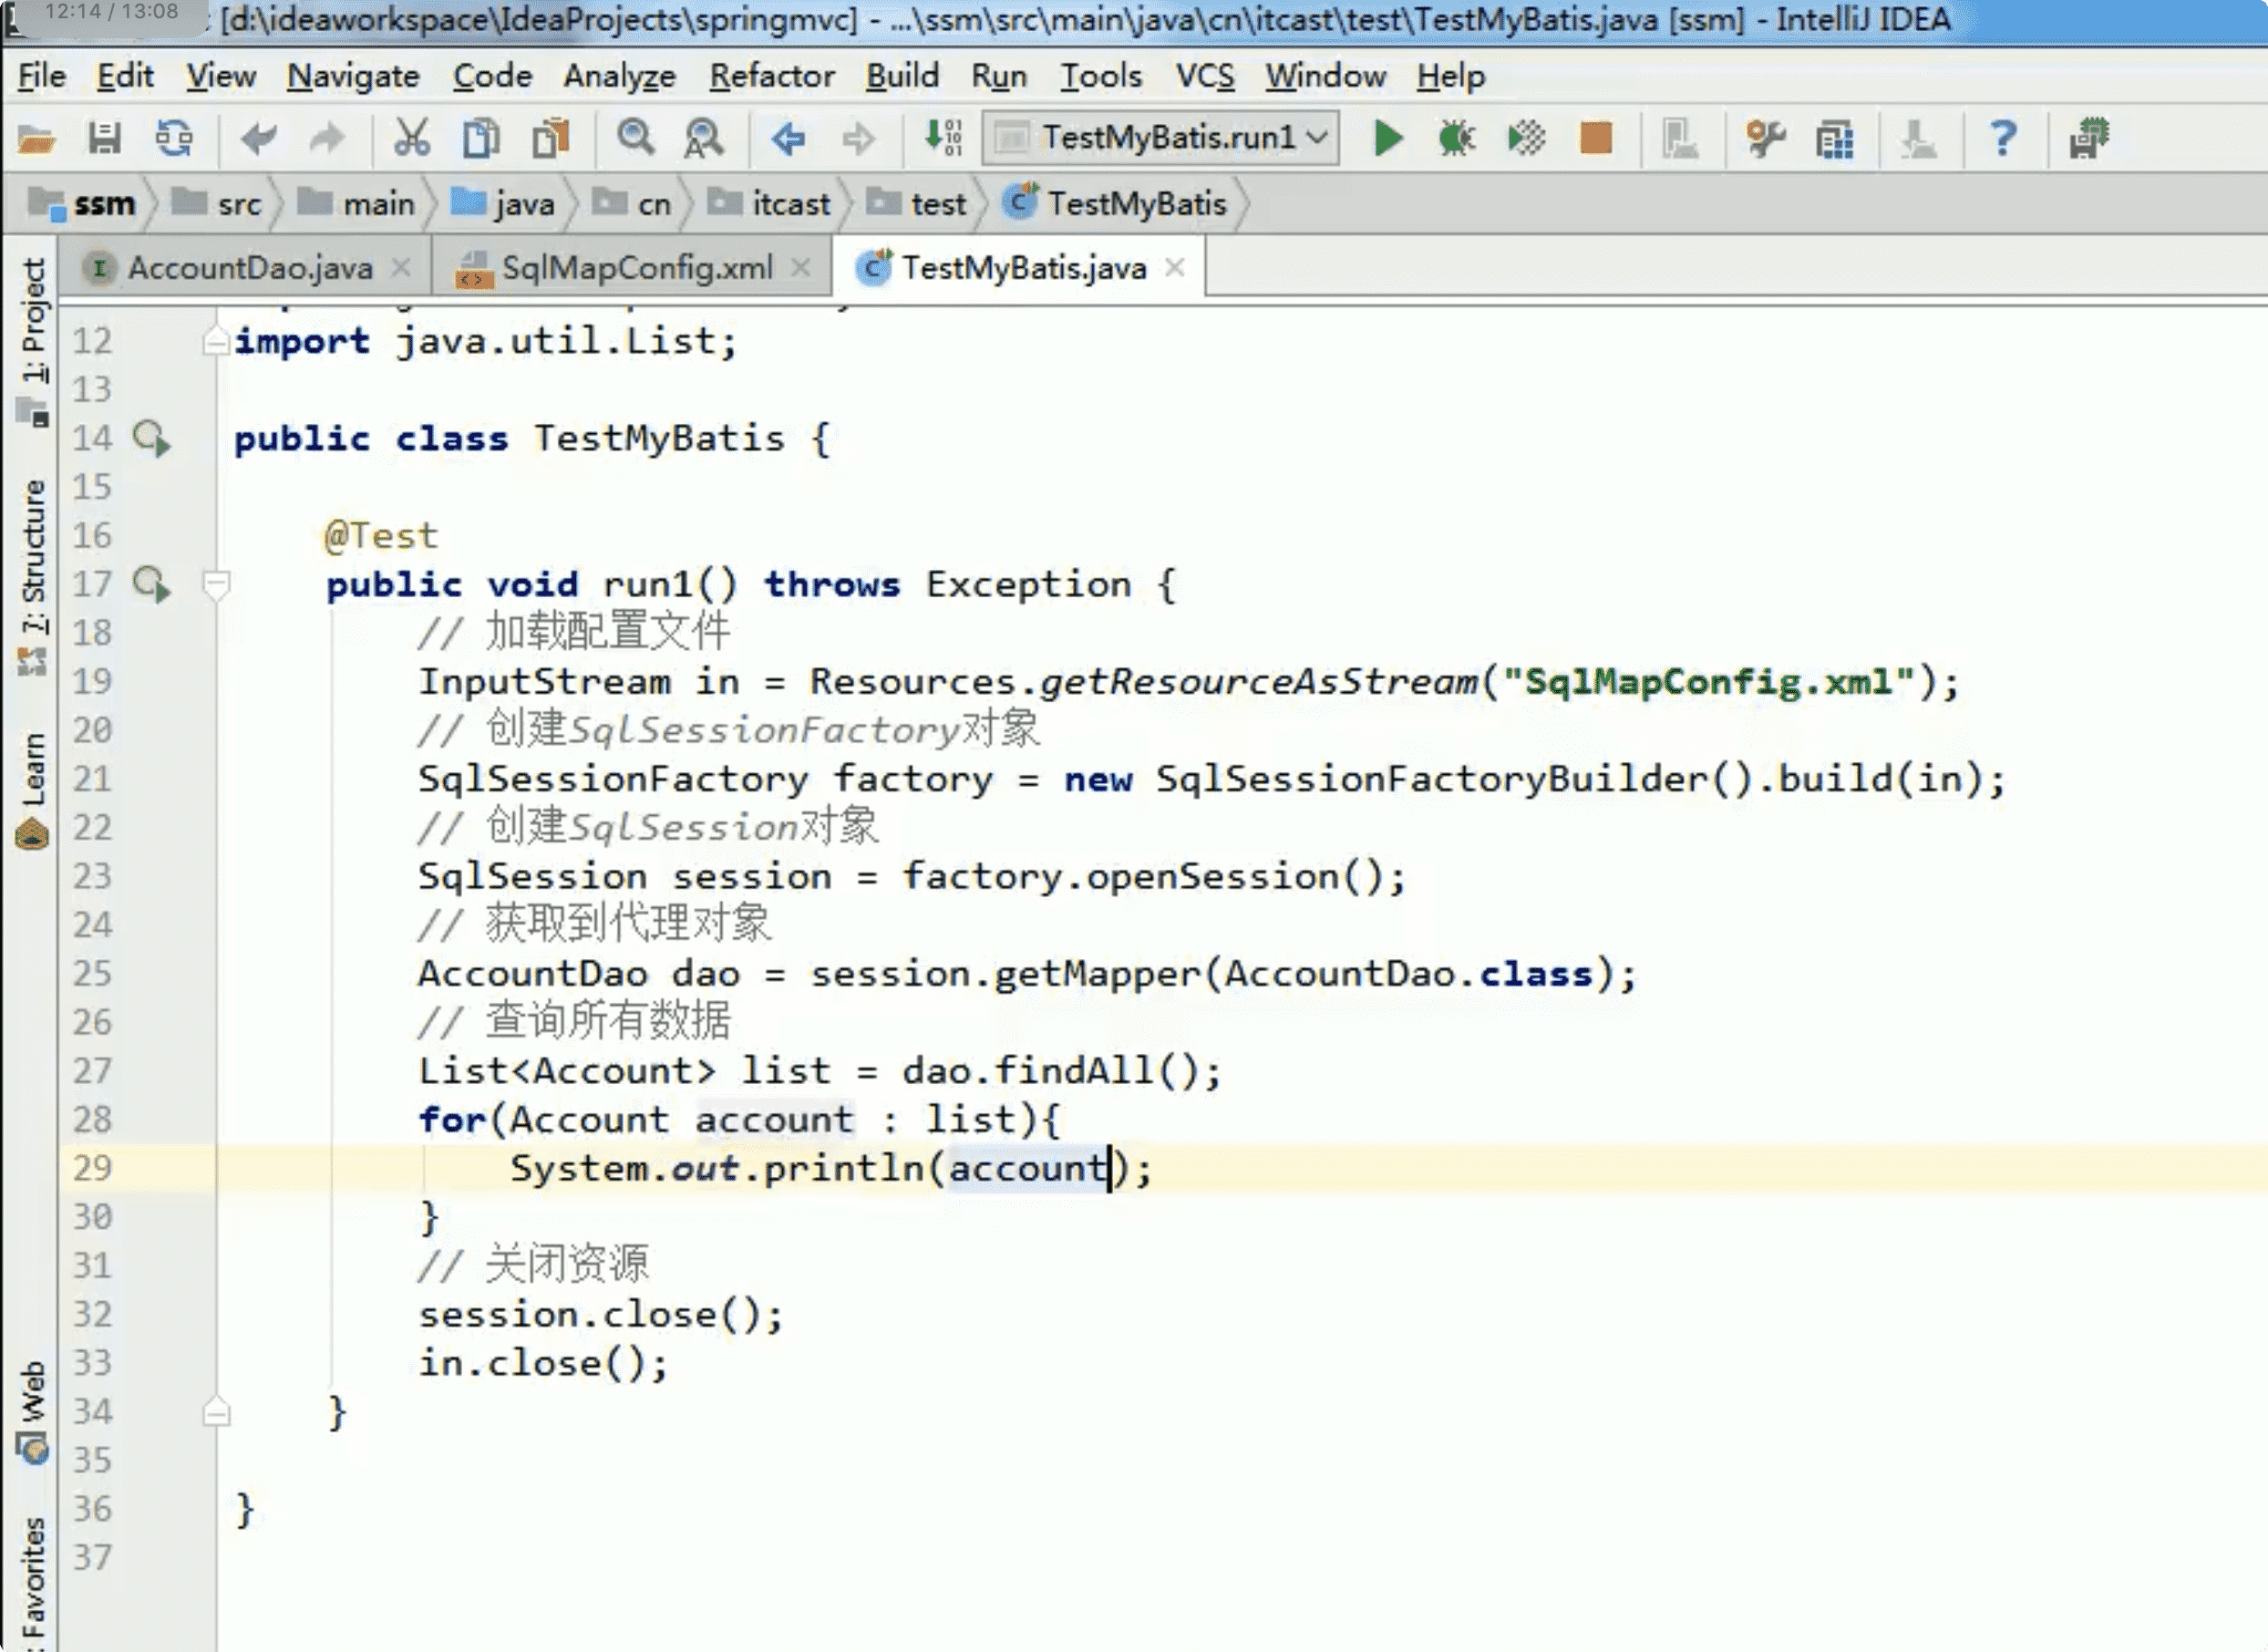 12:14 / 13:08
[d:\ideaworkspace\IdeaProjects\springmvc] - ...\ssm\src\main\java\cn\itcast\test\TestMyBatis.java [ssm] - IntelliJ IDEA
File Edit View Navigate Code Analyze Refactor Build Run Tools VCS Window Help
TestMyBatis.run1
ssm src main java cn itcast test TestMyBatis
AccountDao.java SqlMapConfig.xml TestMyBatis.java
1: Project
7: Structure
Learn
Web
: Favorites
12 import java.util.List;
13
14 public class TestMyBatis {
15
16 @Test
17 public void run1() throws Exception {
18 // 加载配置文件
19 InputStream in = Resources.getResourceAsStream("SqlMapConfig.xml");
20 // 创建SqlSessionFactory对象
21 SqlSessionFactory factory = new SqlSessionFactoryBuilder().build(in);
22 // 创建SqlSession对象
23 SqlSession session = factory.openSession();
24 // 获取到代理对象
25 AccountDao dao = session.getMapper(AccountDao.class);
26 // 查询所有数据
27 List<Account> list = dao.findAll();
28 for(Account account : list){
29 System.out.println(account);
30 }
31 // 关闭资源
32 session.close();
33 in.close();
34 }
35
36 }
37